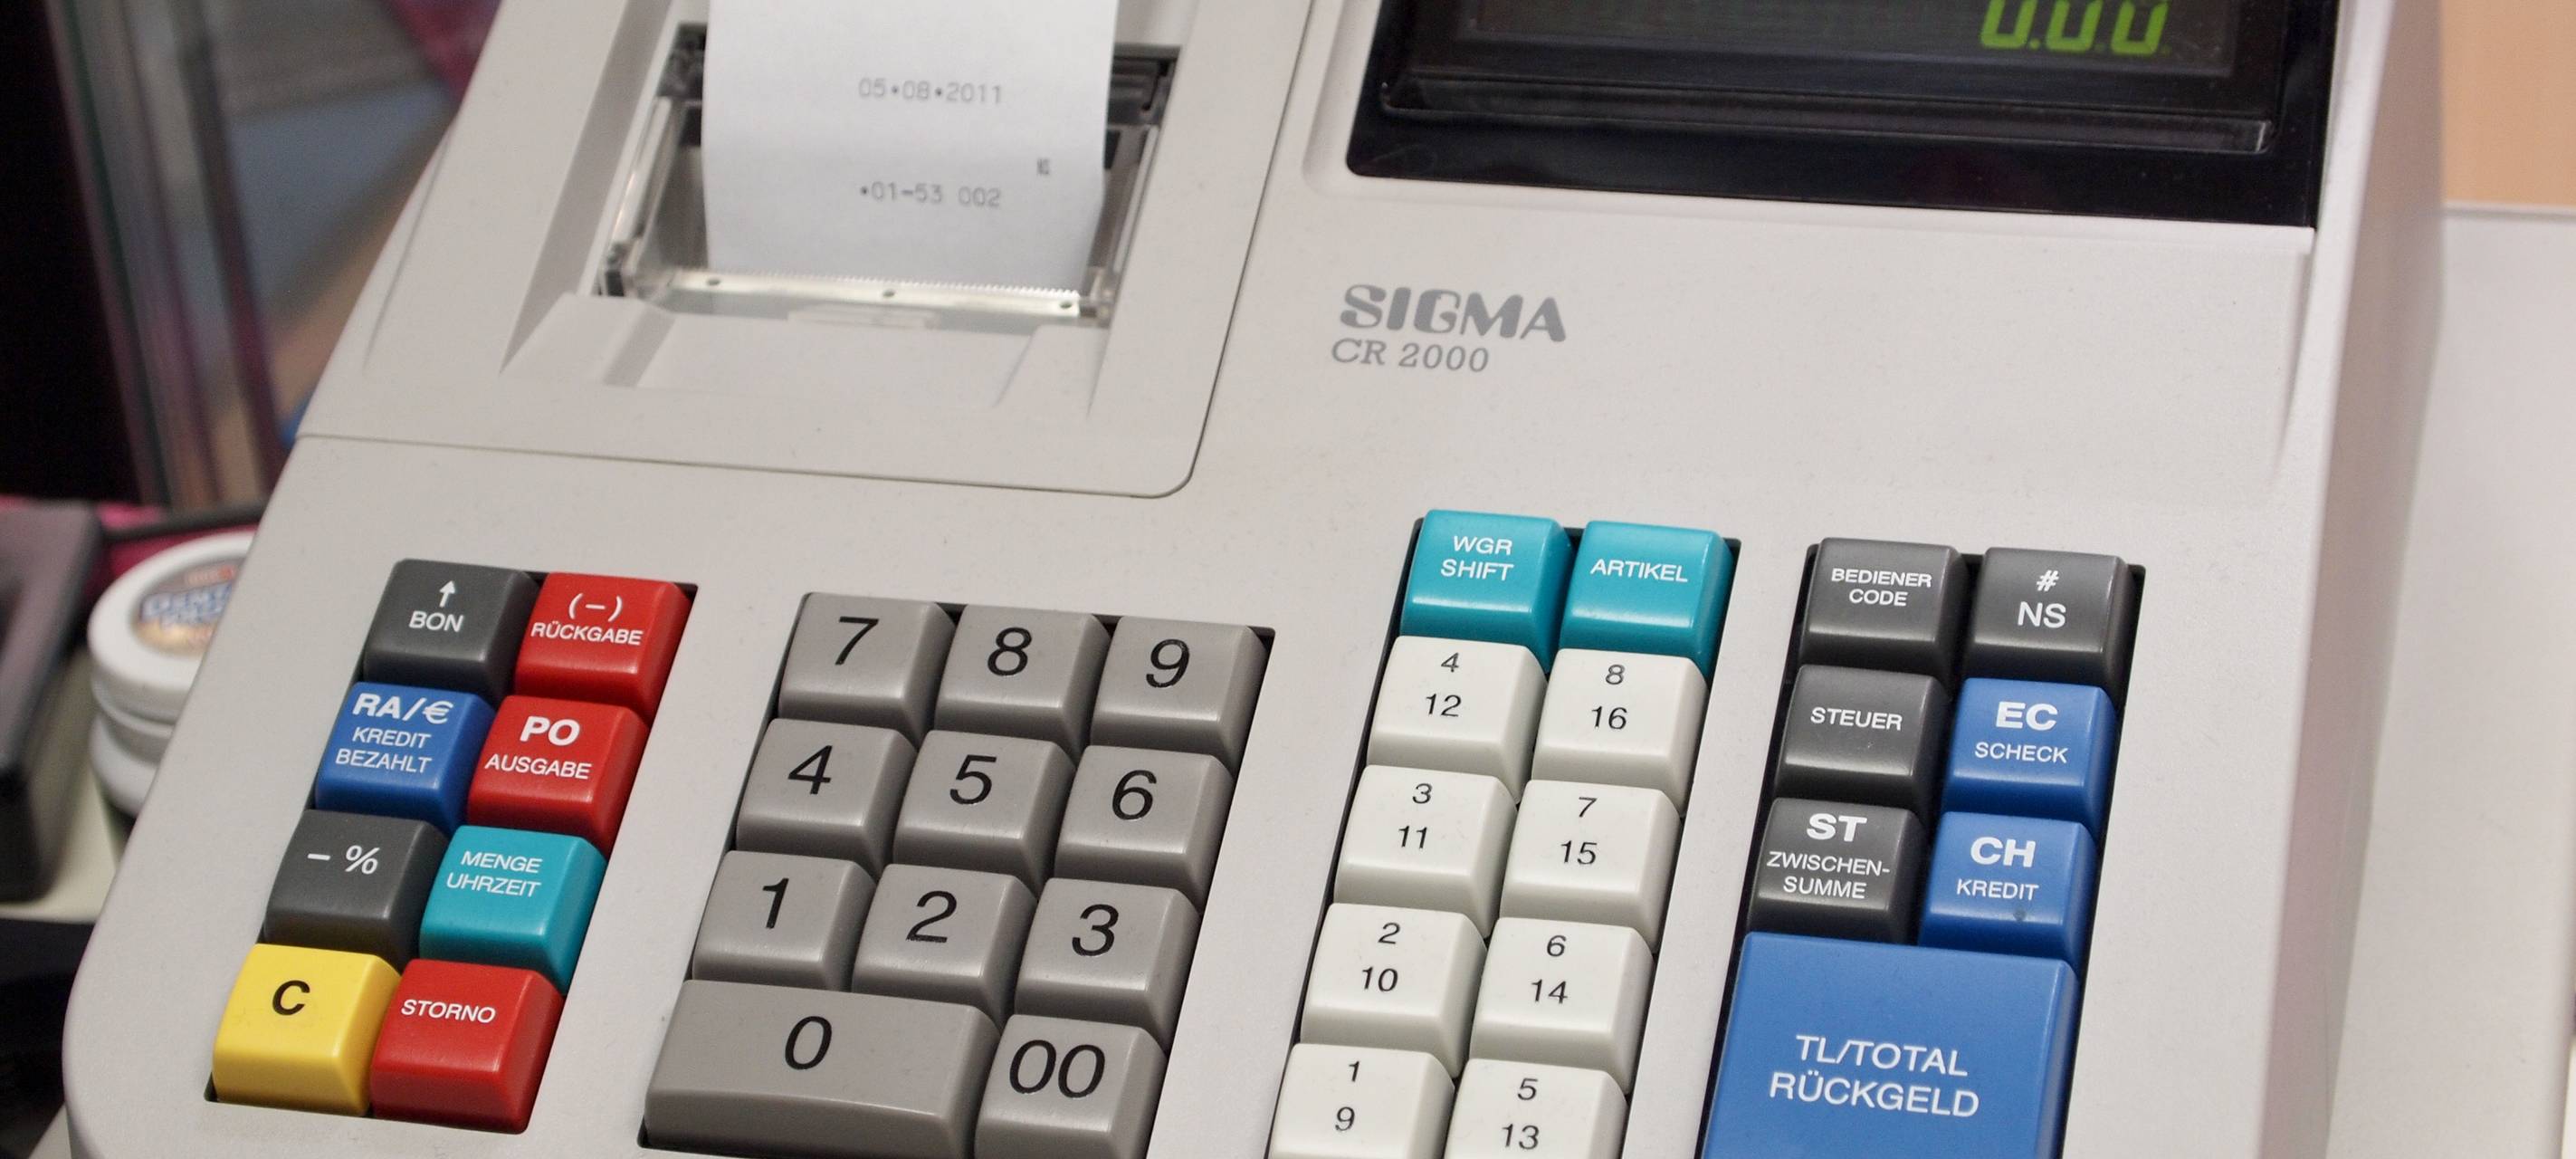 0.00
05•08•2011
•01-53 002
SIGMA
CR 2000
↑
BON
(−)
RÜCKGABE
RA/€
KREDIT
BEZAHLT
PO
AUSGABE
− %
MENGE
UHRZEIT
C
STORNO
7
8
9
4
5
6
1
2
3
0
00
WGR
SHIFT
ARTIKEL
4
12
8
16
3
11
7
15
2
10
6
14
1
9
5
13
BEDIENER
CODE
#
NS
STEUER
EC
SCHECK
ST
ZWISCHEN-
SUMME
CH
KREDIT
TL/TOTAL
RÜCKGELD